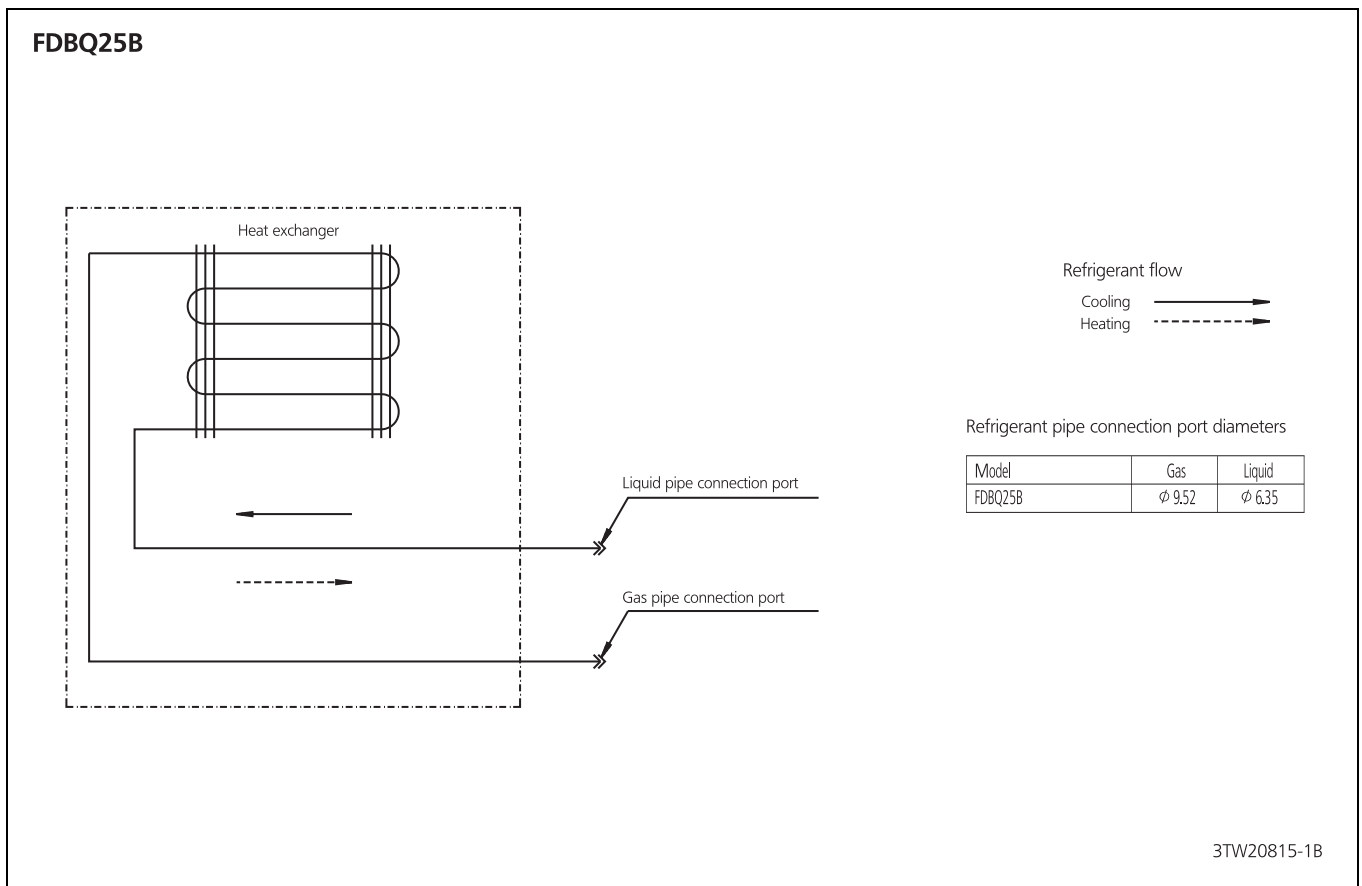 FDBQ25B
Heat exchanger
Refrigerant flow
Cooling
Heating
Refrigerant pipe connection port diameters
Model Gas Liquid
FDBQ25B ϕ 9.52 ϕ 6.35
Liquid pipe connection port
Gas pipe connection port
3TW20815-1B